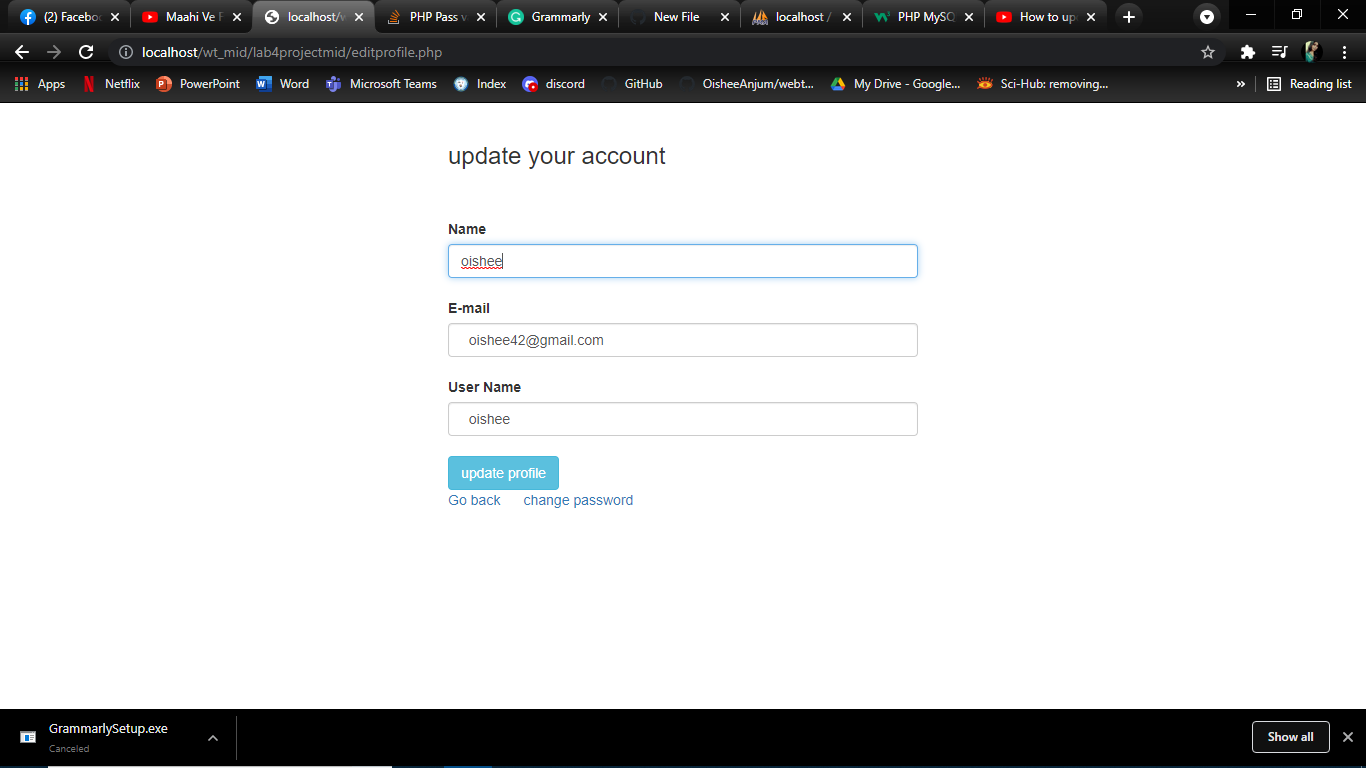 (2) Facebo
Maahi Ve F
localhost/v
PHP Pass v
Grammarly
New File
localhost /
PHP MySQ
How to up
localhost/wt_mid/lab4projectmid/editprofile.php
Apps
Netflix
PowerPoint
Word
Microsoft Teams
Index
discord
GitHub
OisheeAnjum/webt...
My Drive - Google...
Sci-Hub: removing...
»
Reading list
update your account
Name
oishee
E-mail
oishee42@gmail.com
User Name
oishee
update profile
Go back
change password
GrammarlySetup.exe
Canceled
Show all